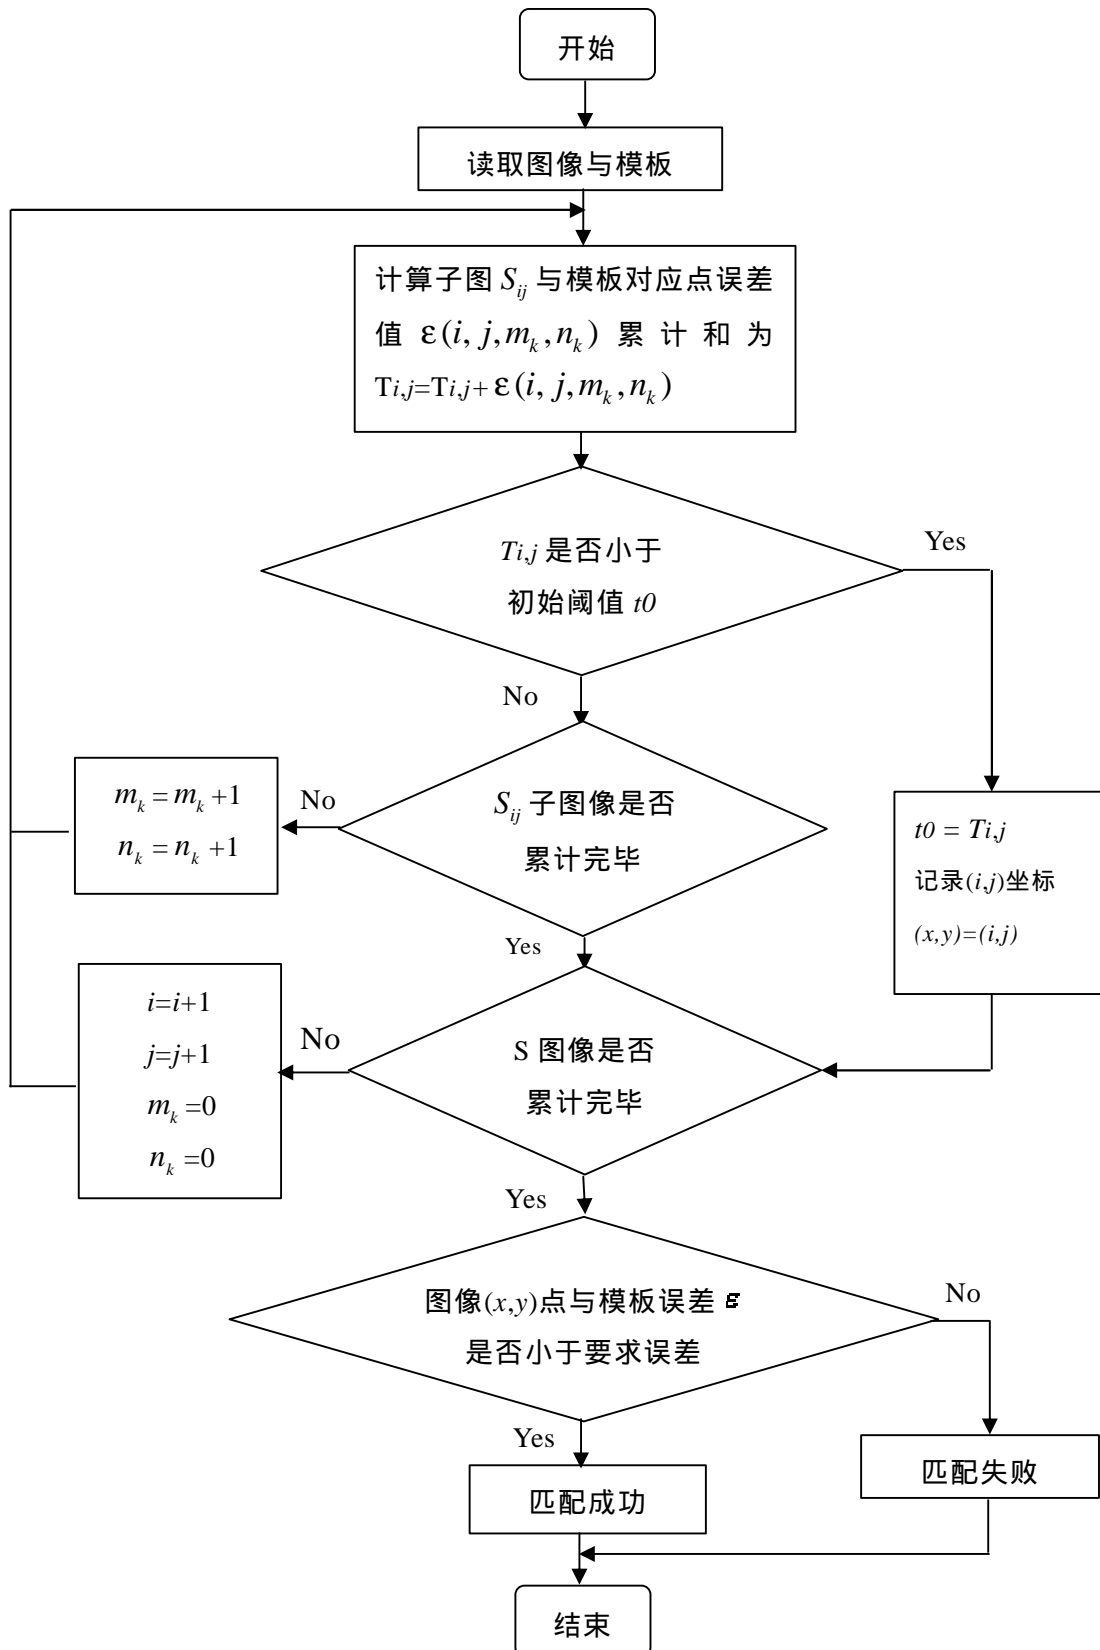 开始
读取图像与模板
计算子图 S_ij 与模板对应点误差
值 ε(i, j,m_k,n_k) 累 计 和 为
Ti,j=Ti,j+ε(i, j,m_k,n_k)
Ti,j 是否小于
初始阈值 t0
Yes
No
S_ij 子图像是否
累计完毕
No
m_k=m_k+1
n_k=n_k+1
t0 = Ti,j
记录(i,j)坐标
(x,y)=(i,j)
Yes
S 图像是否
累计完毕
No
i=i+1
j=j+1
m_k=0
n_k=0
Yes
图像(x,y)点与模板误差 ε
是否小于要求误差
No
Yes
匹配成功
匹配失败
结束